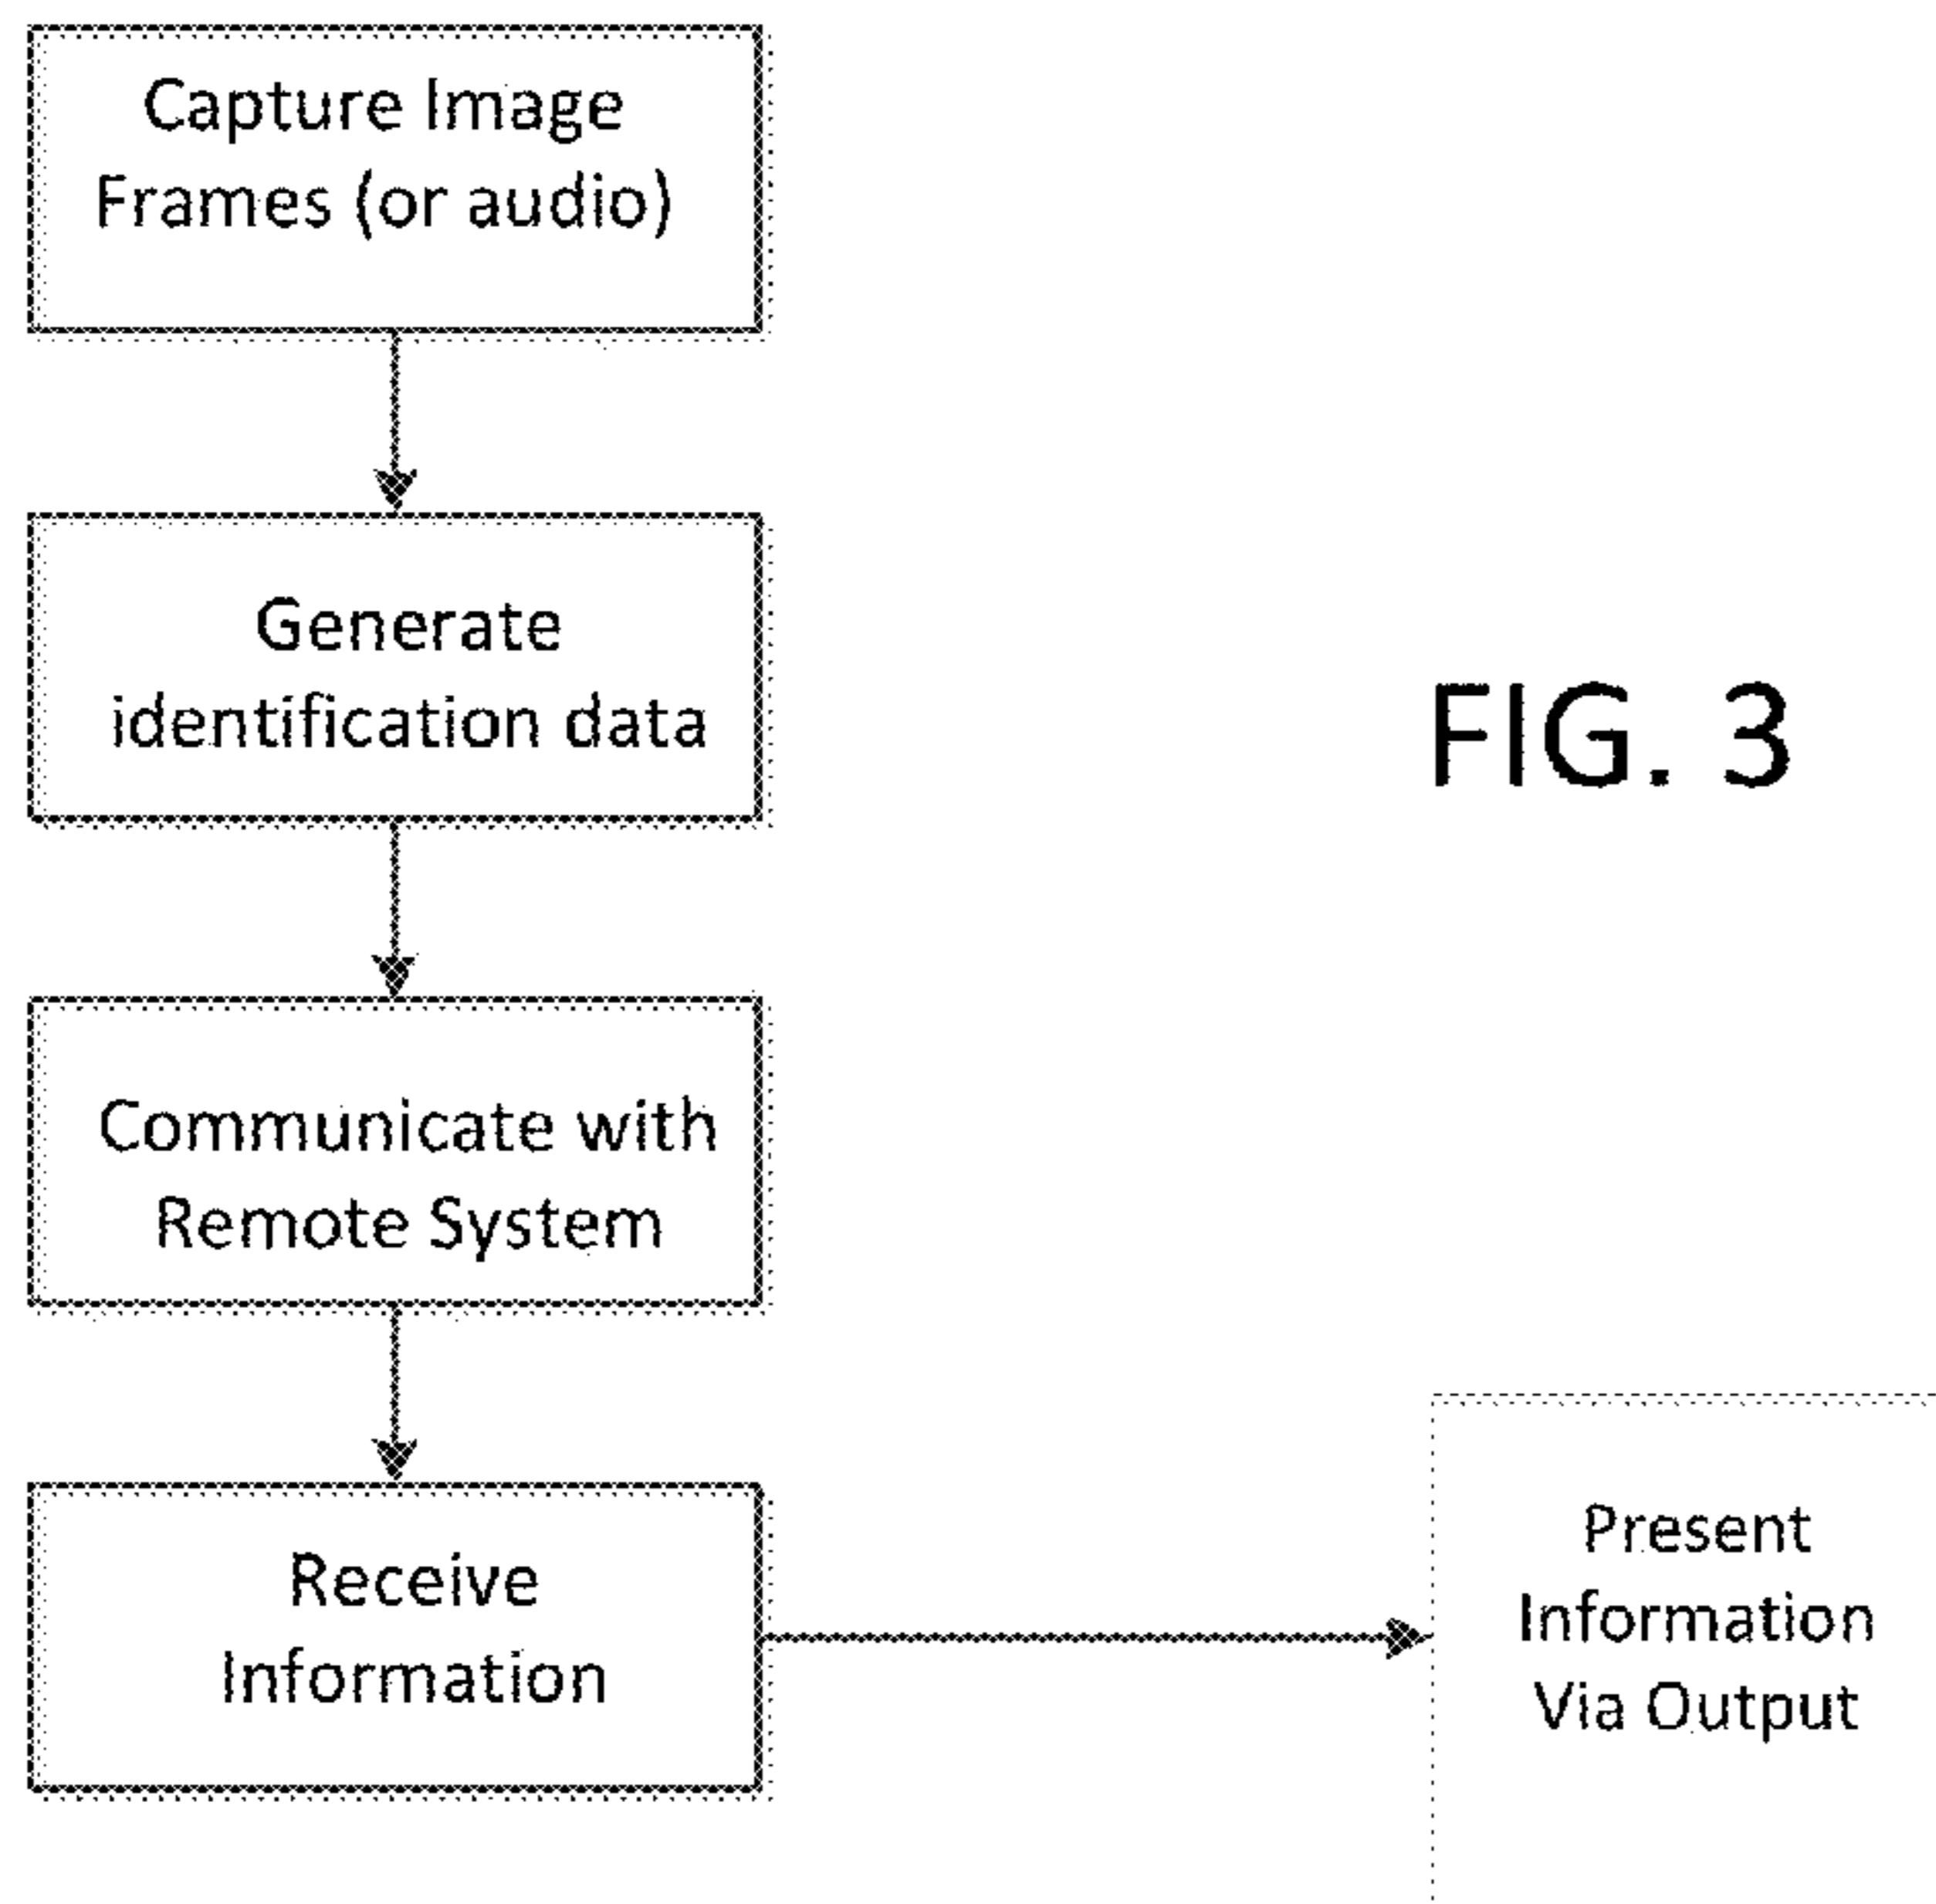 Capture Image
Frames (or audio)
Generate
identification data
FIG. 3
Communicate with
Remote System
Receive
Information
Present
Information
Via Output